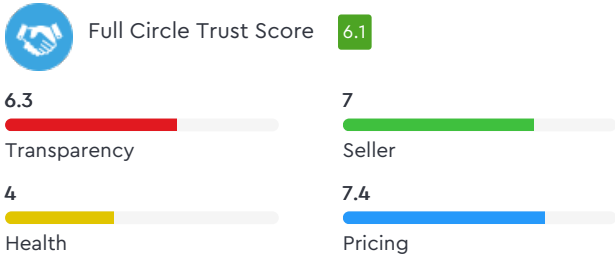 Full Circle Trust Score 6.1
6.3 7
Transparency Seller
4 7.4
Health Pricing